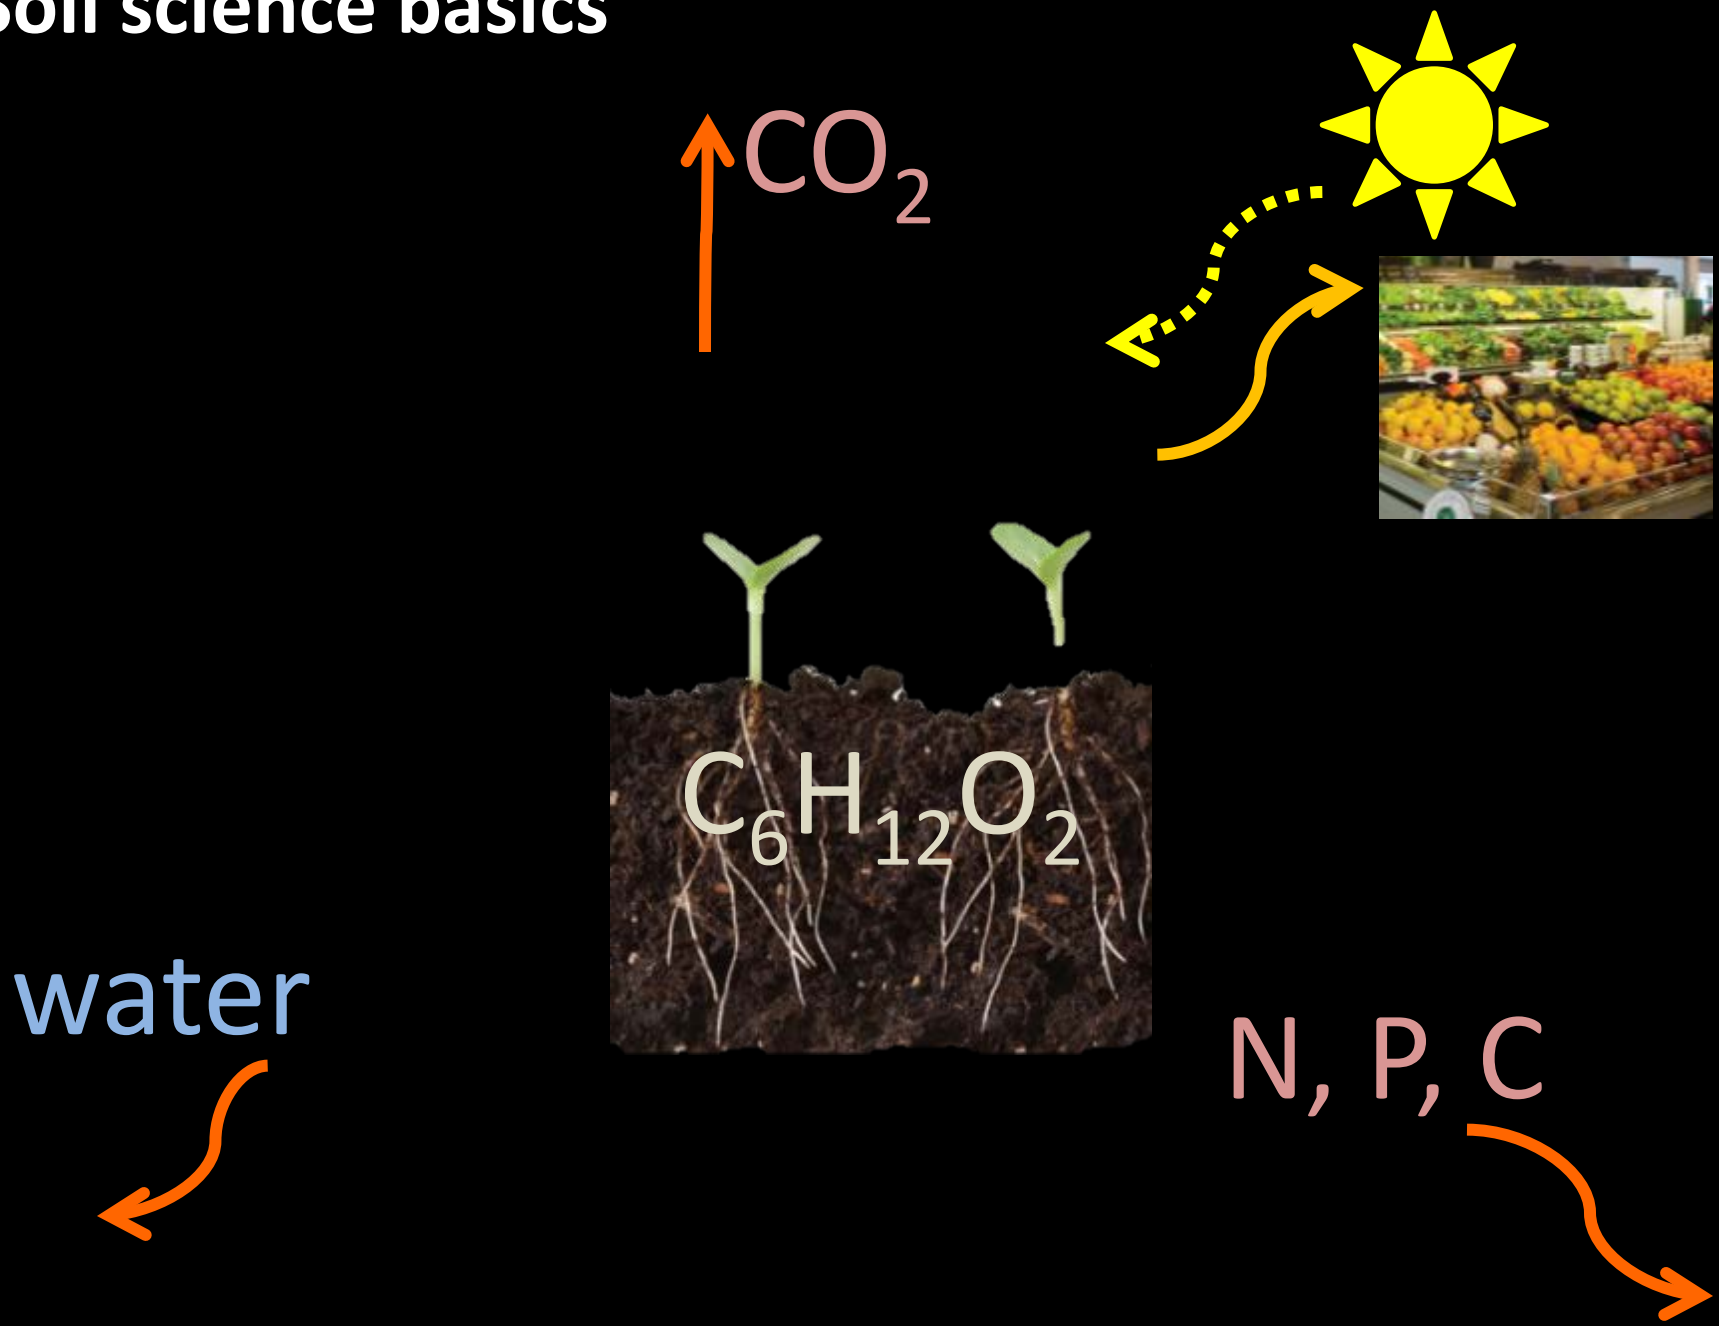 Soil science basics
CO₂
C₆H₁₂O₂
water
N, P, C